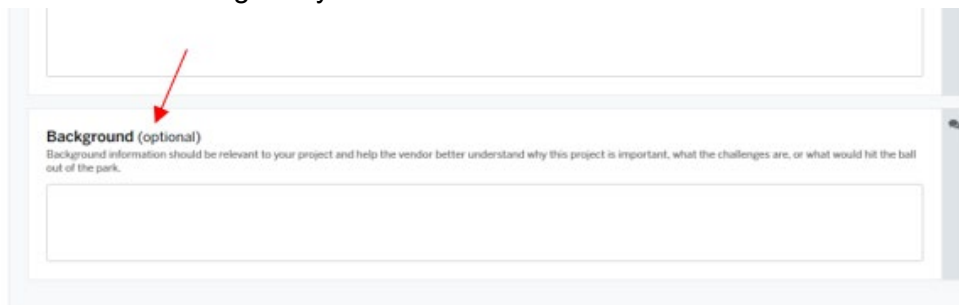 Background (optional)
Background information should be relevant to your project and help the vendor better understand why this project is important, what the challenges are, or what would hit the ball
out of the park.